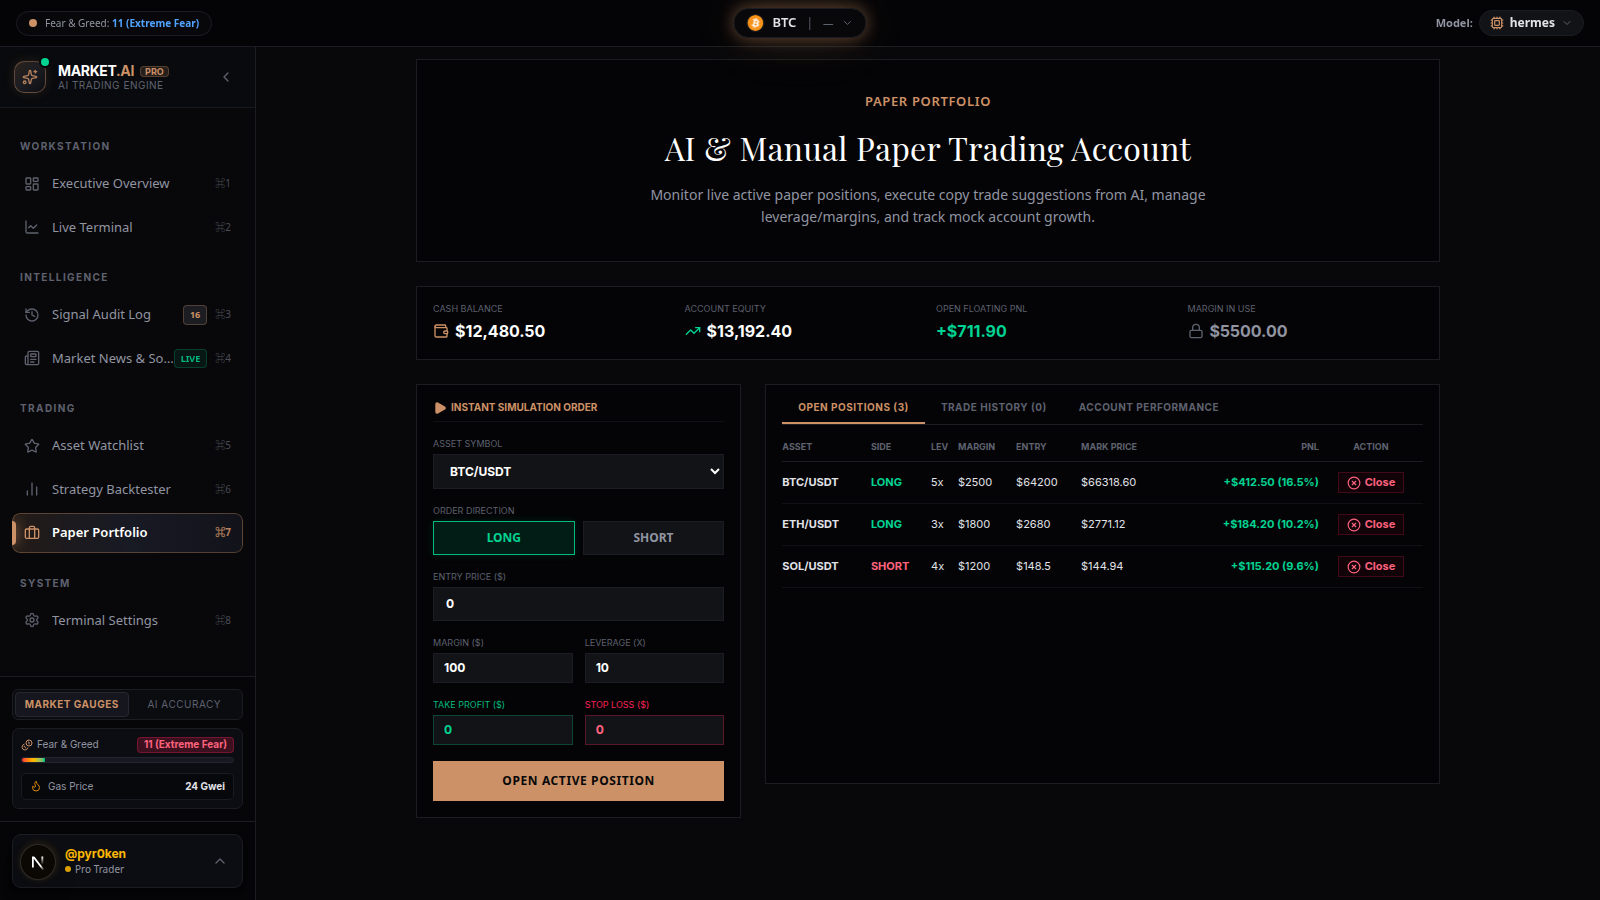 Fear & Greed: 11 (Extreme Fear)
BTC | —
Model: hermes
MARKET.AI PRO
AI TRADING ENGINE
WORKSTATION
Executive Overview ⌘1
Live Terminal ⌘2
INTELLIGENCE
Signal Audit Log 16 ⌘3
Market News & So... LIVE ⌘4
TRADING
Asset Watchlist ⌘5
Strategy Backtester ⌘6
Paper Portfolio ⌘7
SYSTEM
Terminal Settings ⌘8
MARKET GAUGES AI ACCURACY
Fear & Greed 11 (Extreme Fear)
Gas Price 24 Gwei
@pyr0ken
Pro Trader
PAPER PORTFOLIO
AI & Manual Paper Trading Account
Monitor live active paper positions, execute copy trade suggestions from AI, manage
leverage/margins, and track mock account growth.
CASH BALANCE ACCOUNT EQUITY OPEN FLOATING PNL MARGIN IN USE
$12,480.50 $13,192.40 +$711.90 $5500.00
INSTANT SIMULATION ORDER
ASSET SYMBOL
BTC/USDT
ORDER DIRECTION
LONG SHORT
ENTRY PRICE ($)
0
MARGIN ($) LEVERAGE (X)
100 10
TAKE PROFIT ($) STOP LOSS ($)
0 0
OPEN ACTIVE POSITION
OPEN POSITIONS (3) TRADE HISTORY (0) ACCOUNT PERFORMANCE
ASSET SIDE LEV MARGIN ENTRY MARK PRICE PNL ACTION
BTC/USDT LONG 5x $2500 $64200 $66318.60 +$412.50 (16.5%) Close
ETH/USDT LONG 3x $1800 $2680 $2771.12 +$184.20 (10.2%) Close
SOL/USDT SHORT 4x $1200 $148.5 $144.94 +$115.20 (9.6%) Close